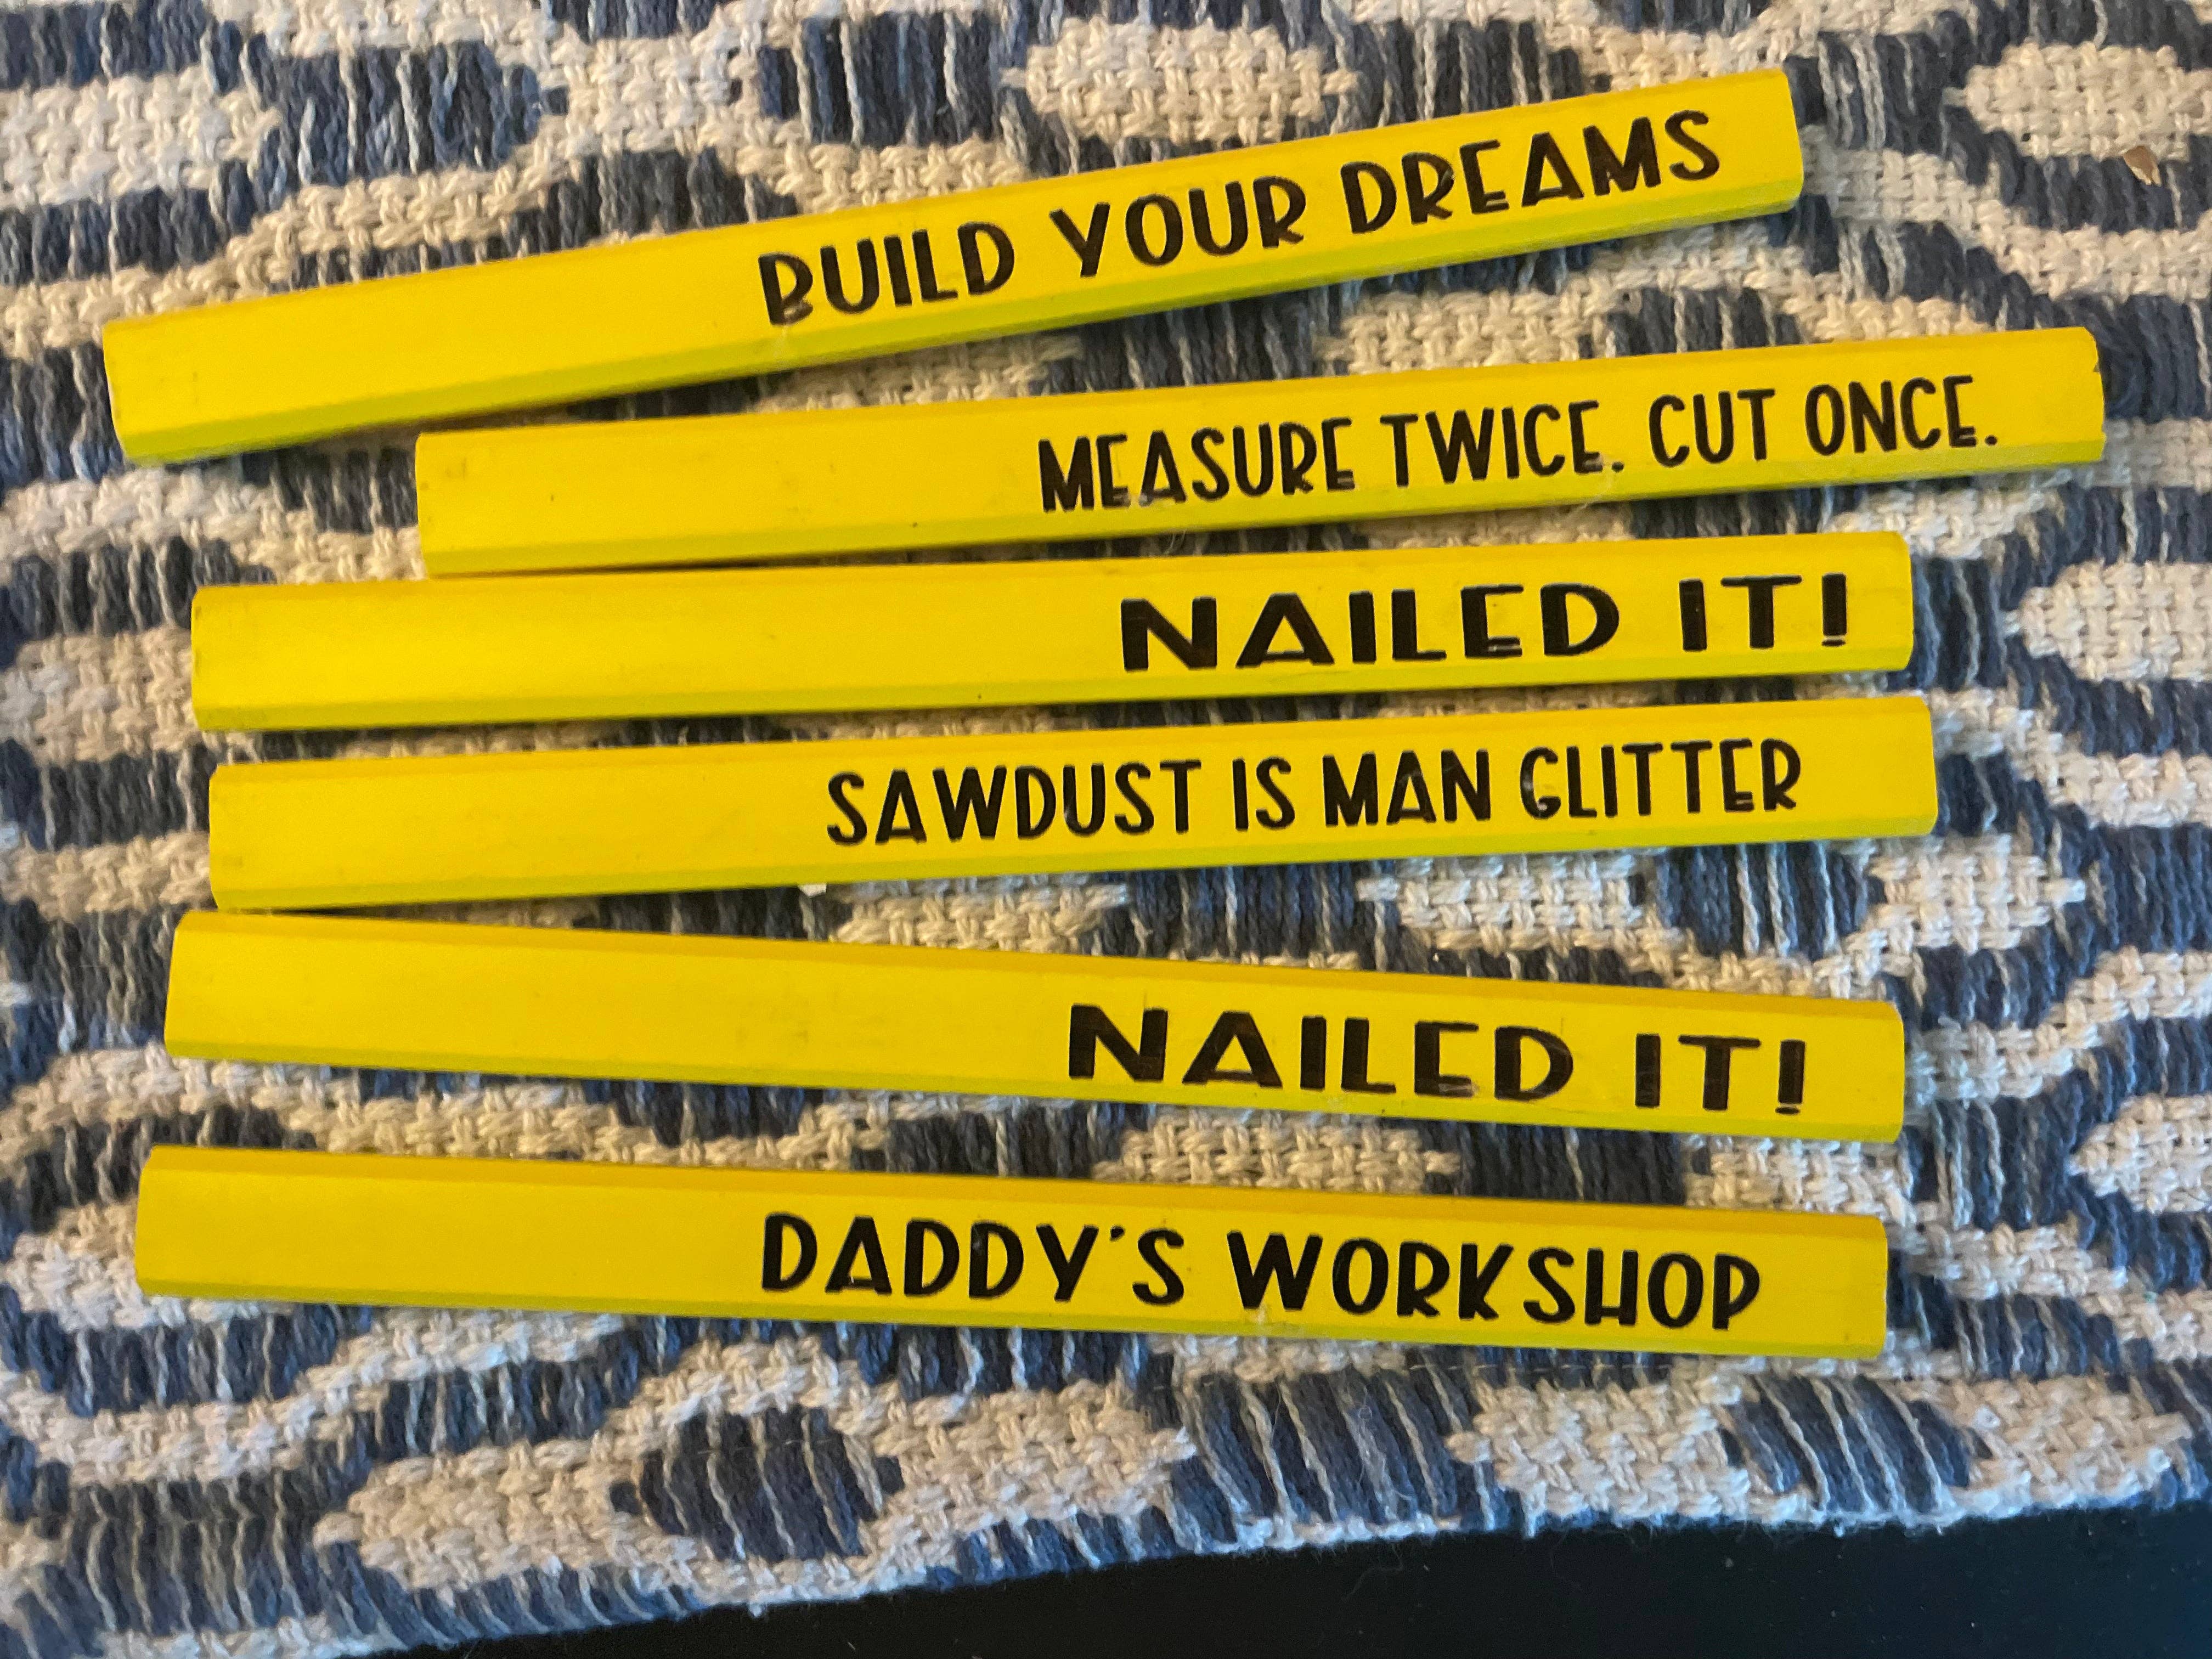 BUILD YOUR DREAMS
MEASURE TWICE. CUT ONCE.
NAILED IT!
SAWDUST IS MAN GLITTER
NAILED IT!
DADDY'S WORKSHOP